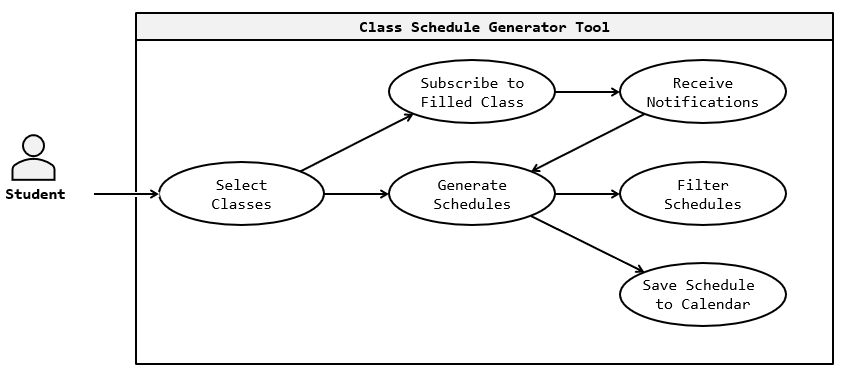 Class Schedule Generator Tool
Subscribe to
Filled Class
Receive
Notifications
Student
Select
Classes
Generate
Schedules
Filter
Schedules
Save Schedule
to Calendar